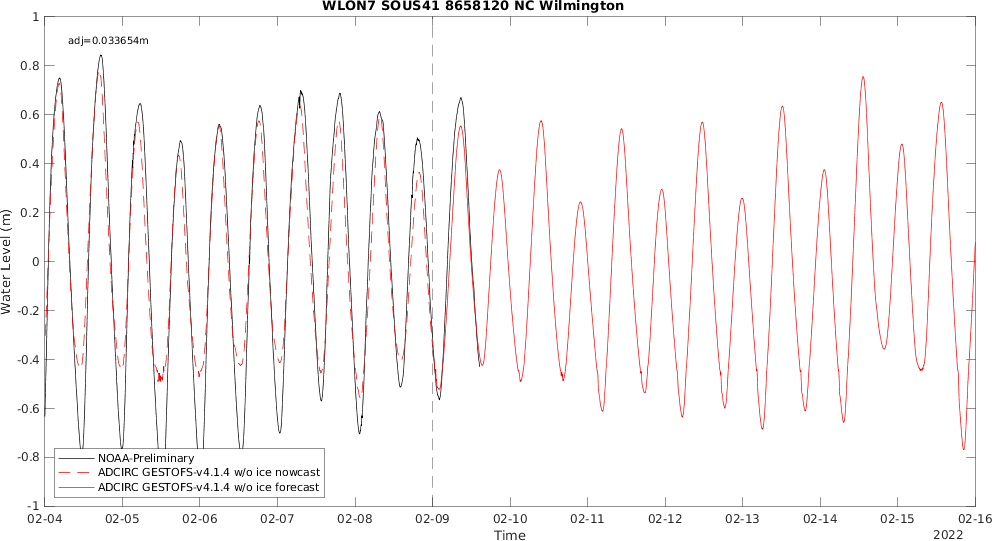 WLON7 SOUS41 8658120 NC Wilmington
adj=0.033654m
1
0.8
0.6
0.4
0.2
0
-0.2
-0.4
-0.6
-0.8
-1
Water Level (m)
NOAA-Preliminary
ADCIRC GESTOFS-v4.1.4 w/o ice nowcast
ADCIRC GESTOFS-v4.1.4 w/o ice forecast
02-04 02-05 02-06 02-07 02-08 02-09 02-10 02-11 02-12 02-13 02-14 02-15 02-16
Time
2022